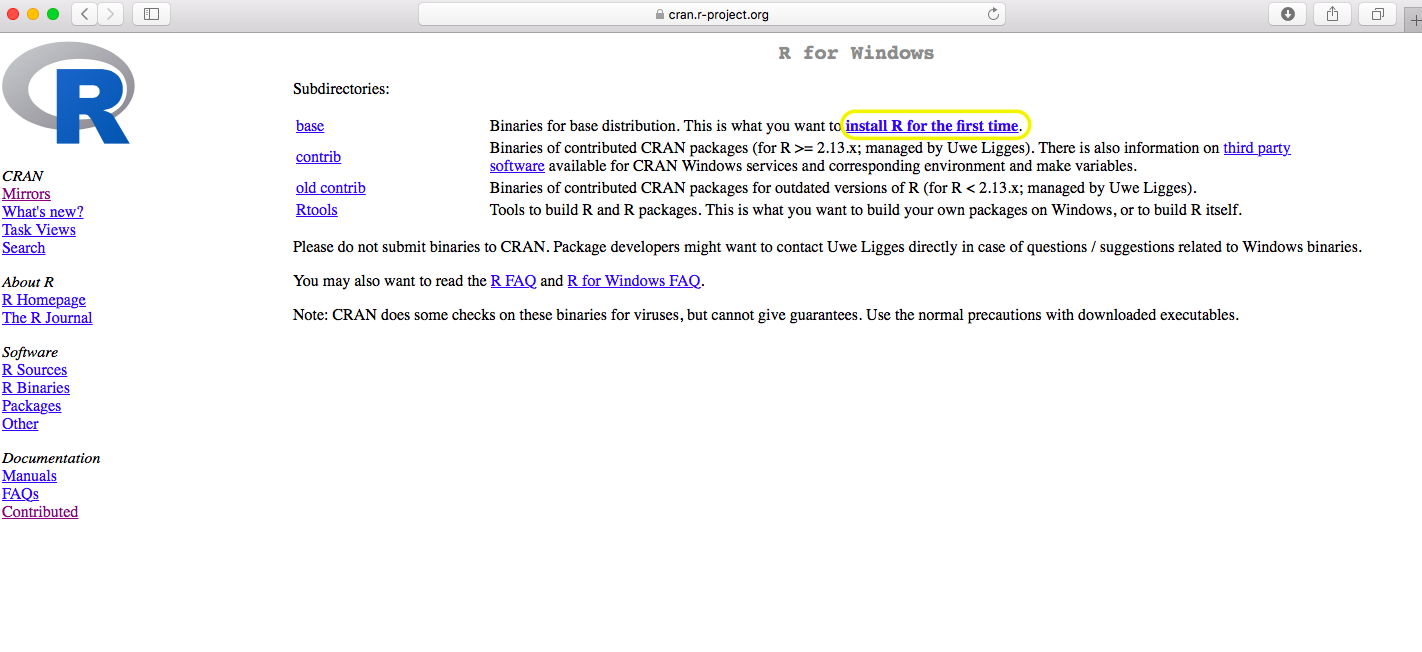 cran.r-project.org
R
R for Windows
Subdirectories:
base
Binaries for base distribution. This is what you want to install R for the first time.
contrib
Binaries of contributed CRAN packages (for R >= 2.13.x; managed by Uwe Ligges). There is also information on third party
software available for CRAN Windows services and corresponding environment and make variables.
old contrib
Binaries of contributed CRAN packages for outdated versions of R (for R < 2.13.x; managed by Uwe Ligges).
Rtools
Tools to build R and R packages. This is what you want to build your own packages on Windows, or to build R itself.
Please do not submit binaries to CRAN. Package developers might want to contact Uwe Ligges directly in case of questions / suggestions related to Windows binaries.
You may also want to read the R FAQ and R for Windows FAQ.
Note: CRAN does some checks on these binaries for viruses, but cannot give guarantees. Use the normal precautions with downloaded executables.
CRAN
Mirrors
What's new?
Task Views
Search
About R
R Homepage
The R Journal
Software
R Sources
R Binaries
Packages
Other
Documentation
Manuals
FAQs
Contributed